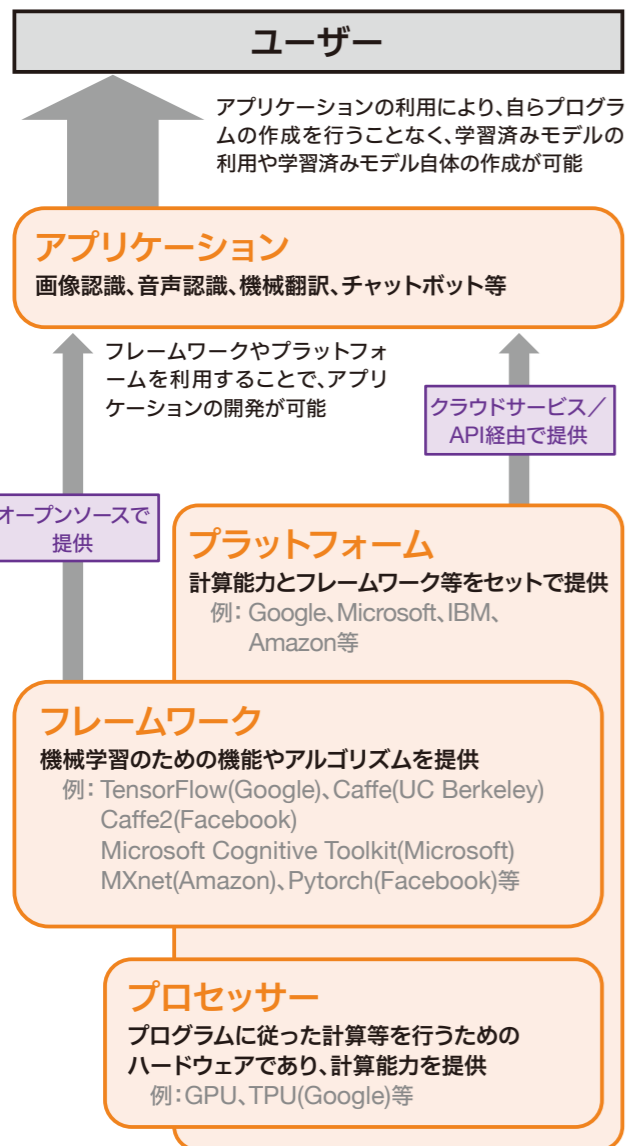 ユーザー
アプリケーションの利用により、自らプログラ
ムの作成を行うことなく、学習済みモデルの
利用や学習済みモデル自体の作成が可能
アプリケーション
画像認識、音声認識、機械翻訳、チャットボット等
フレームワークやプラットフォ
ームを利用することで、アプリ
ケーションの開発が可能
クラウドサービス／
API経由で提供
オープンソースで
提供
プラットフォーム
計算能力とフレームワーク等をセットで提供
例：Google、Microsoft、IBM、
Amazon等
フレームワーク
機械学習のための機能やアルゴリズムを提供
例：TensorFlow(Google)、Caffe(UC Berkeley)
Caffe2(Facebook)
Microsoft Cognitive Toolkit(Microsoft)
MXnet(Amazon)、Pytorch(Facebook)等
プロセッサー
プログラムに従った計算等を行うための
ハードウェアであり、計算能力を提供
例：GPU、TPU(Google)等